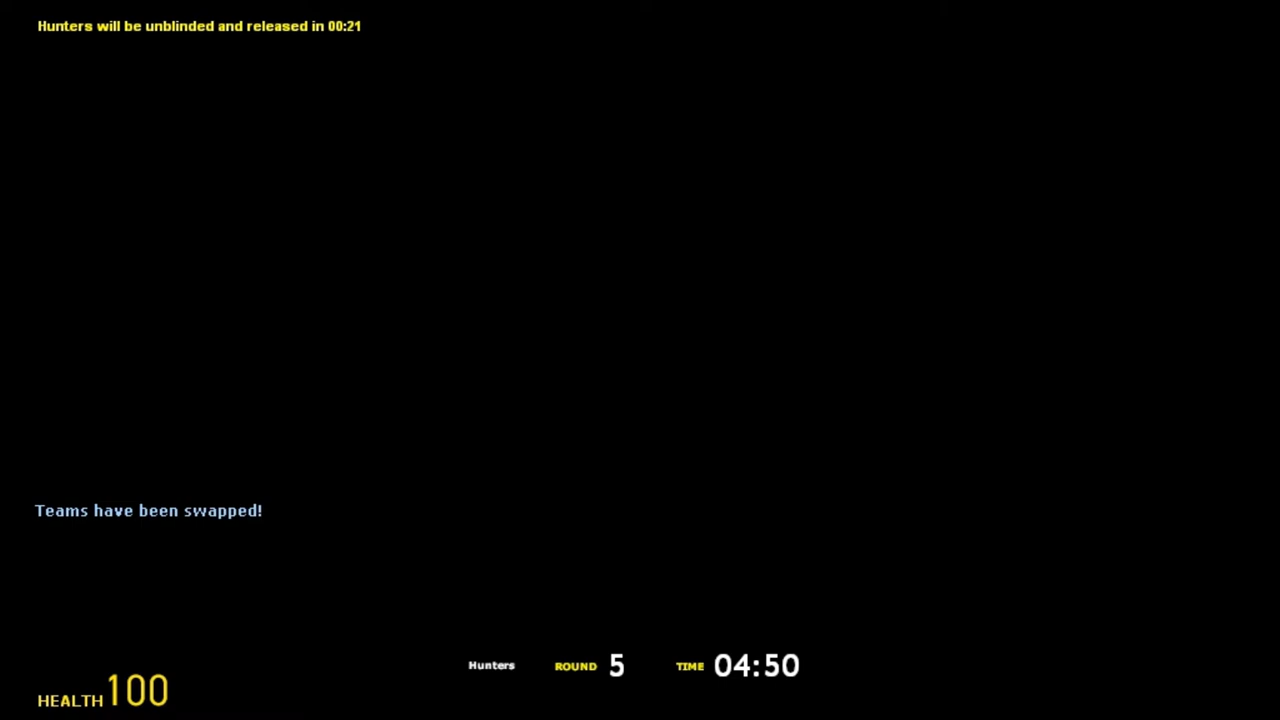 Hunters will be unblinded and released in 00:21
Teams have been swapped!
Hunters ROUND 5 TIME 04:50
HEALTH 100